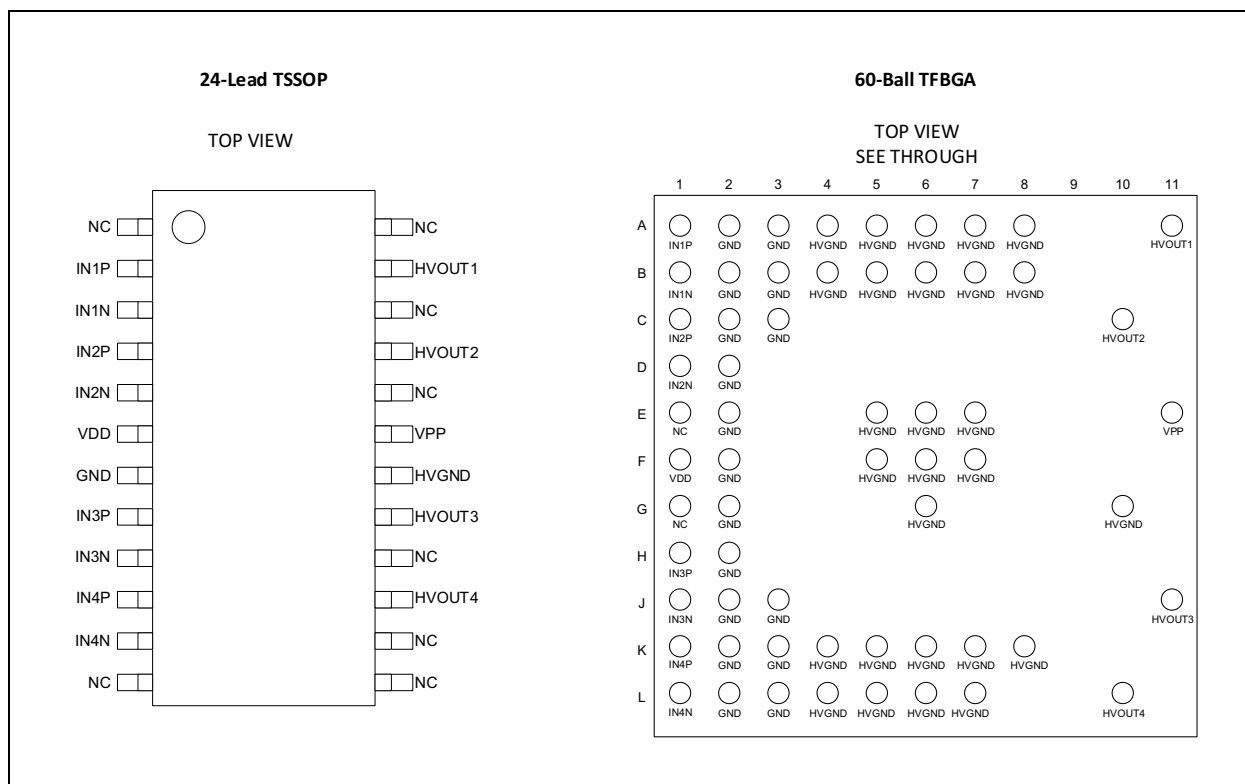 24-Lead TSSOP
TOP VIEW
NC NC
IN1P HVOUT1
IN1N NC
IN2P HVOUT2
IN2N NC
VDD VPP
GND HVGND
IN3P HVOUT3
IN3N NC
IN4P HVOUT4
IN4N NC
NC NC
60-Ball TFBGA
TOP VIEW
SEE THROUGH
1 2 3 4 5 6 7 8 9 10 11
A
IN1P GND GND HVGND HVGND HVGND HVGND HVGND HVOUT1
B
IN1N GND GND HVGND HVGND HVGND HVGND HVGND
C
IN2P GND GND HVOUT2
D
IN2N GND
E
NC GND HVGND HVGND HVGND VPP
F
VDD GND HVGND HVGND HVGND
G
NC GND HVGND HVGND
H
IN3P GND
J
IN3N GND GND HVOUT3
K
IN4P GND GND HVGND HVGND HVGND HVGND HVGND
L
IN4N GND GND HVGND HVGND HVGND HVGND HVOUT4